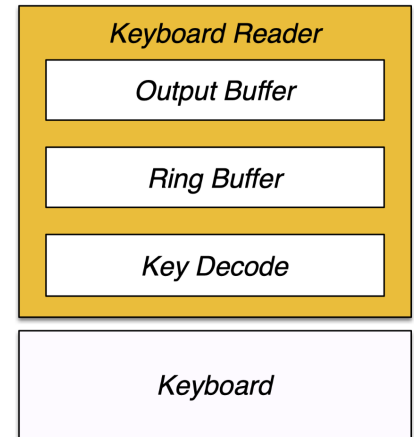 Keyboard Reader
Output Buffer
Ring Buffer
Key Decode
Keyboard